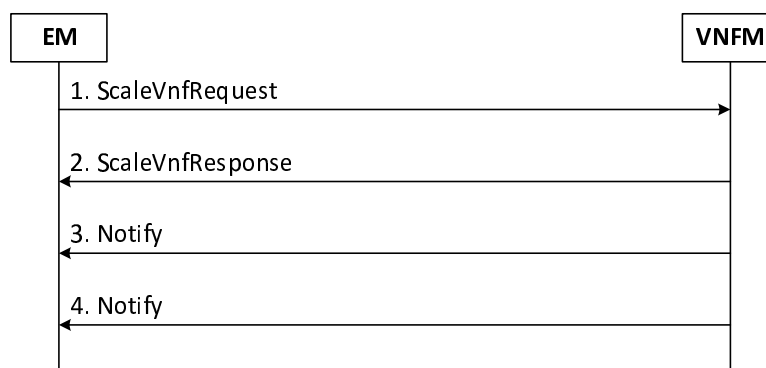 EM
VNFM
1. ScaleVnfRequest
2. ScaleVnfResponse
3. Notify
4. Notify